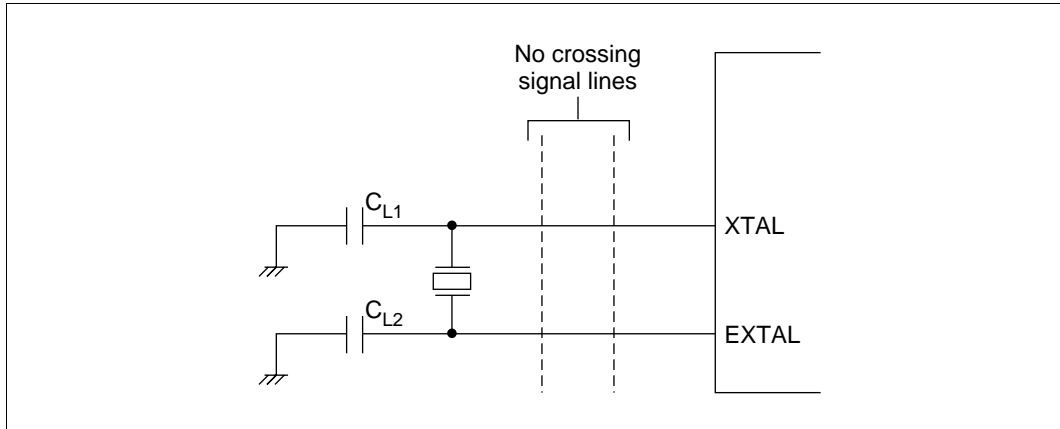 No crossing
signal lines
CL1
XTAL
CL2
EXTAL